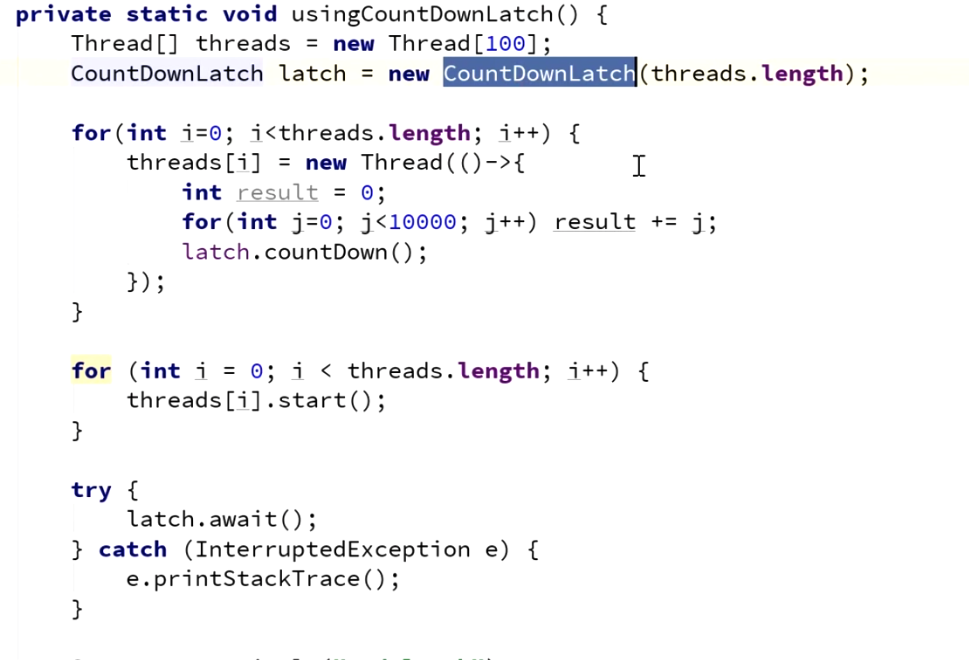 private static void usingCountDownLatch() {
Thread[] threads = new Thread[100];
CountDownLatch latch = new CountDownLatch(threads.length);
for(int i=0; i<threads.length; i++) {
threads[i] = new Thread(()->{
int result = 0;
for(int j=0; j<10000; j++) result += j;
latch.countDown();
});
}
for (int i = 0; i < threads.length; i++) {
threads[i].start();
}
try {
latch.await();
} catch (InterruptedException e) {
e.printStackTrace();
}